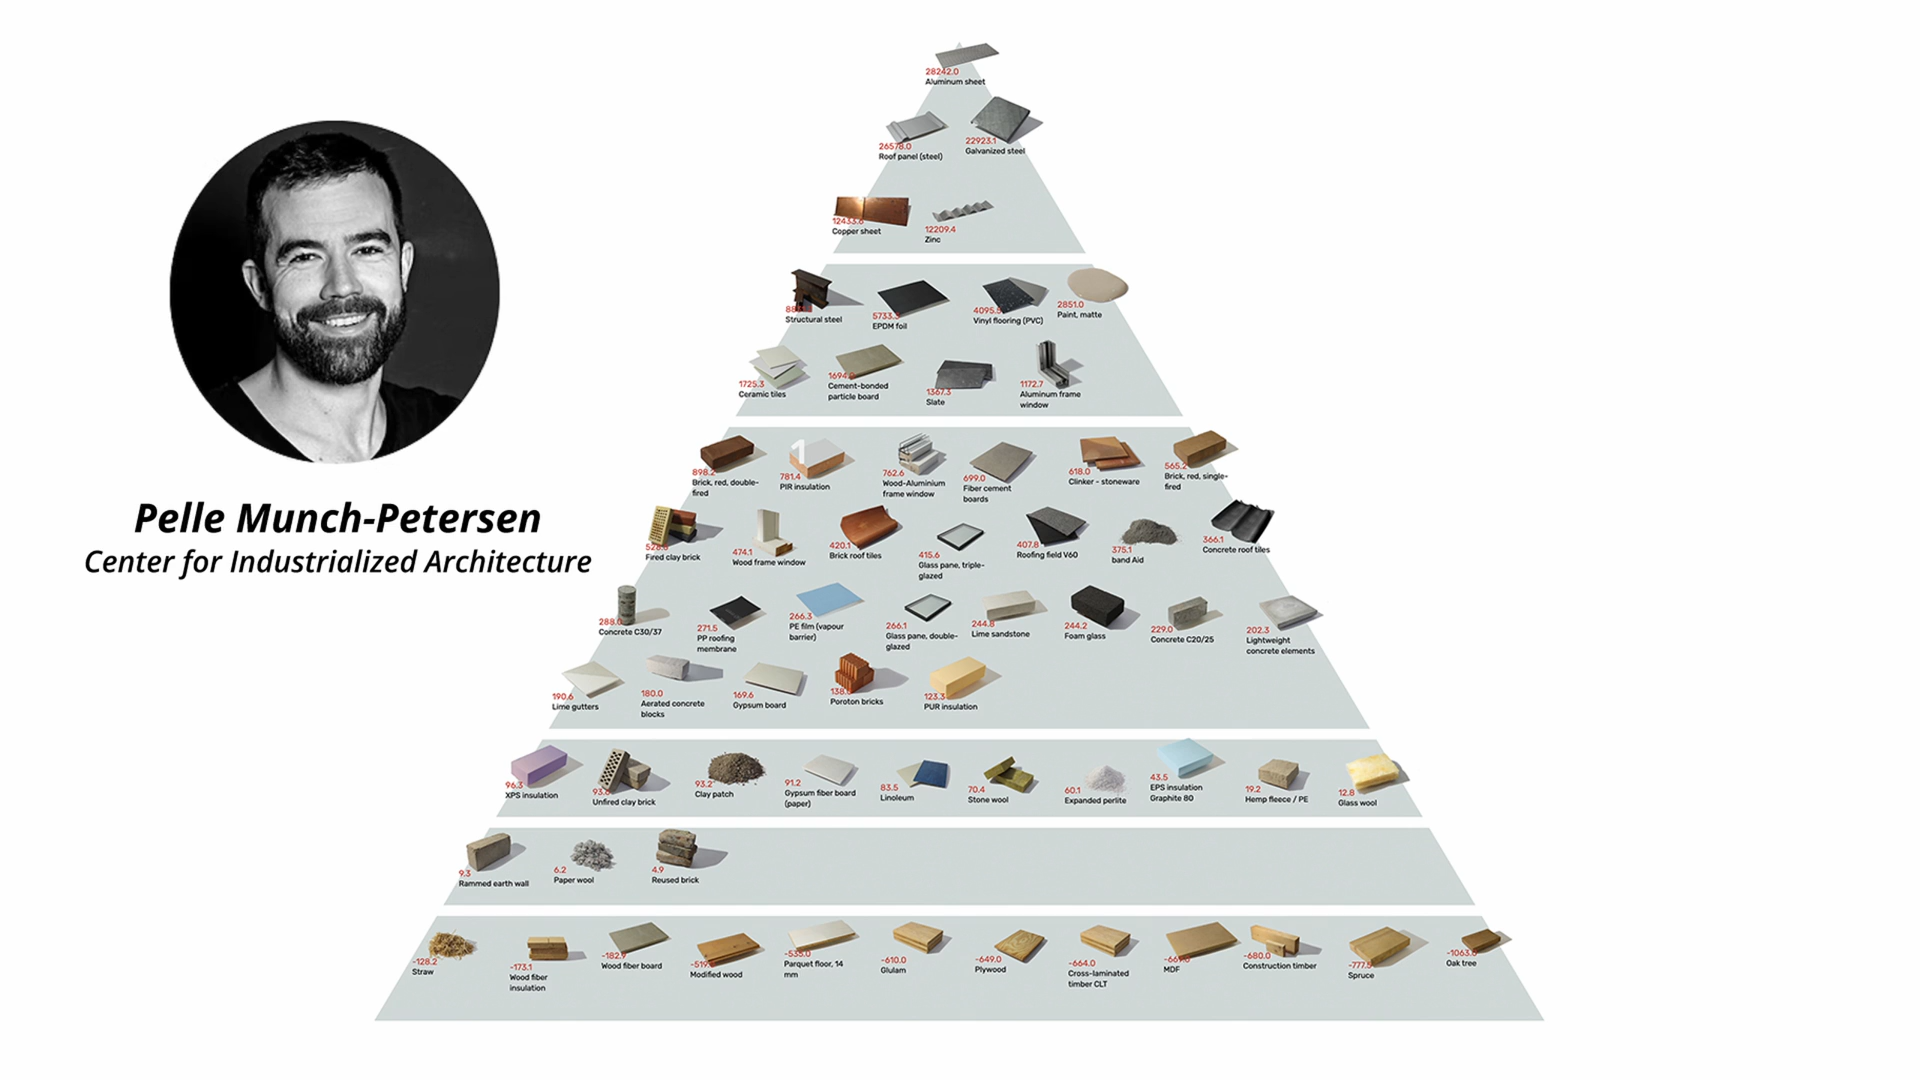 Pelle Munch-Petersen
Center for Industrialized Architecture
28242.0
Aluminum sheet
26578.0
Roof panel (steel)
22923.1
Galvanized steel
Copper sheet
12209.4
Zinc
Structural steel
EPDM foil
Vinyl flooring (PVC)
2851.0
Paint, matte
1725.3
Ceramic tiles
Cement-bonded
particle board
1367.3
Slate
1172.7
Aluminum frame
window
898.2
Brick, red, double-
fired
1
781.4
PIR insulation
762.6
Wood-Aluminium
frame window
699.0
Fiber cement
boards
618.0
Clinker - stoneware
565.2
Brick, red, single-
fired
Fired clay brick
474.1
Wood frame window
420.1
Brick roof tiles
415.6
Glass pane, triple-
glazed
407.8
Roofing field V60
375.1
band Aid
366.1
Concrete roof tiles
Concrete C30/37
271.5
PP roofing
membrane
266.3
PE film (vapour
barrier)
266.1
Glass pane, double-
glazed
244.8
Lime sandstone
244.2
Foam glass
229.0
Concrete C20/25
202.3
Lightweight
concrete elements
190.6
Lime gutters
180.0
Aerated concrete
blocks
169.6
Gypsum board
Poroton bricks
123.3
PUR insulation
96.3
XPS insulation
Unfired clay brick
93.2
Clay patch
91.2
Gypsum fiber board
(paper)
83.5
Linoleum
70.4
Stone wool
60.1
Expanded perlite
43.5
EPS insulation
Graphite 80
19.2
Hemp fleece / PE
12.8
Glass wool
9.3
Rammed earth wall
6.2
Paper wool
4.9
Reused brick
-128.2
Straw
-173.1
Wood fiber
insulation
-182.9
Wood fiber board
Modified wood
-535.0
Parquet floor, 14
mm
-610.0
Glulam
-649.0
Plywood
-664.0
Cross-laminated
timber CLT
MDF
-680.0
Construction timber
Spruce
Oak tree